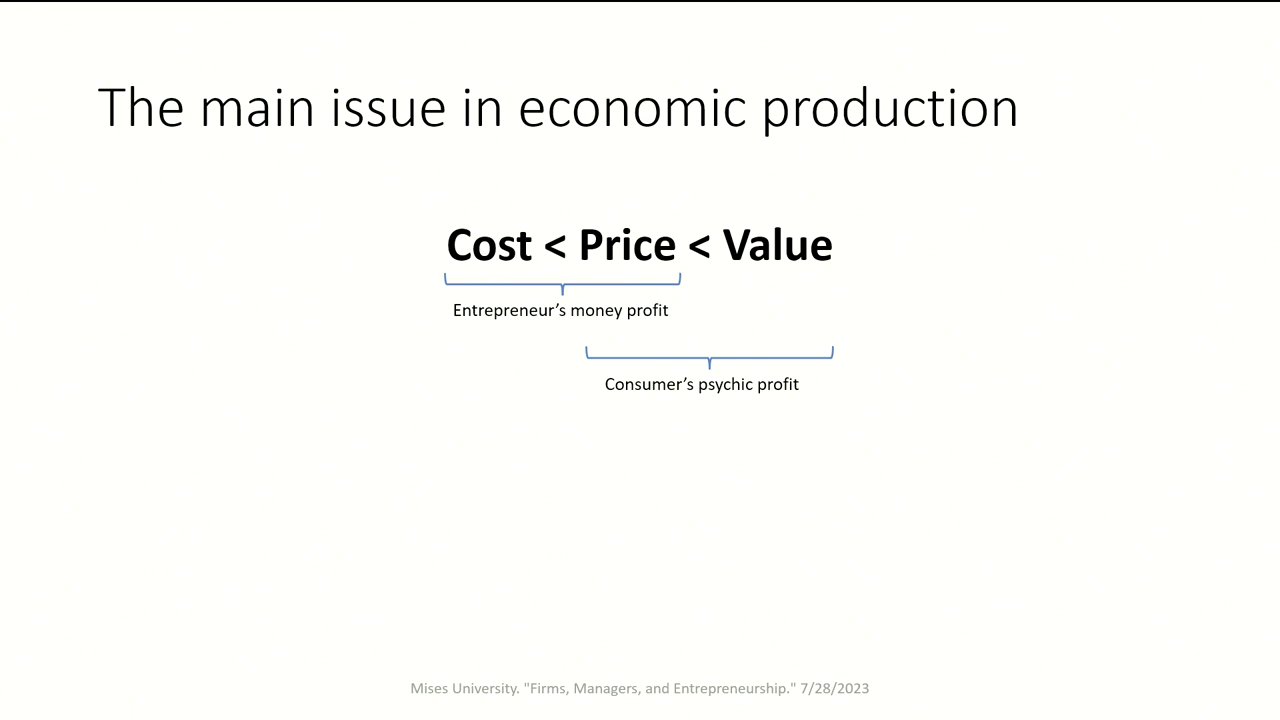 The main issue in economic production
Cost < Price < Value
Entrepreneur’s money profit
Consumer’s psychic profit
Mises University. "Firms, Managers, and Entrepreneurship." 7/28/2023